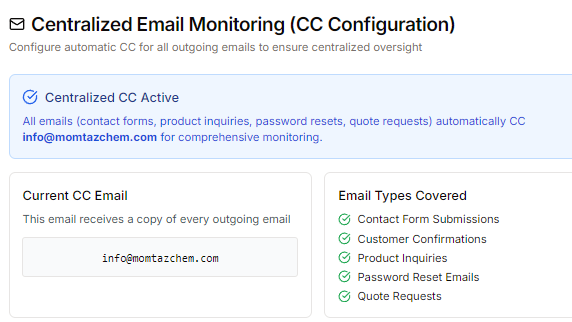 Centralized Email Monitoring (CC Configuration)
Configure automatic CC for all outgoing emails to ensure centralized oversight
Centralized CC Active
All emails (contact forms, product inquiries, password resets, quote requests) automatically CC
info@momtazchem.com for comprehensive monitoring.
Current CC Email
This email receives a copy of every outgoing email
info@momtazchem.com
Email Types Covered
Contact Form Submissions
Customer Confirmations
Product Inquiries
Password Reset Emails
Quote Requests